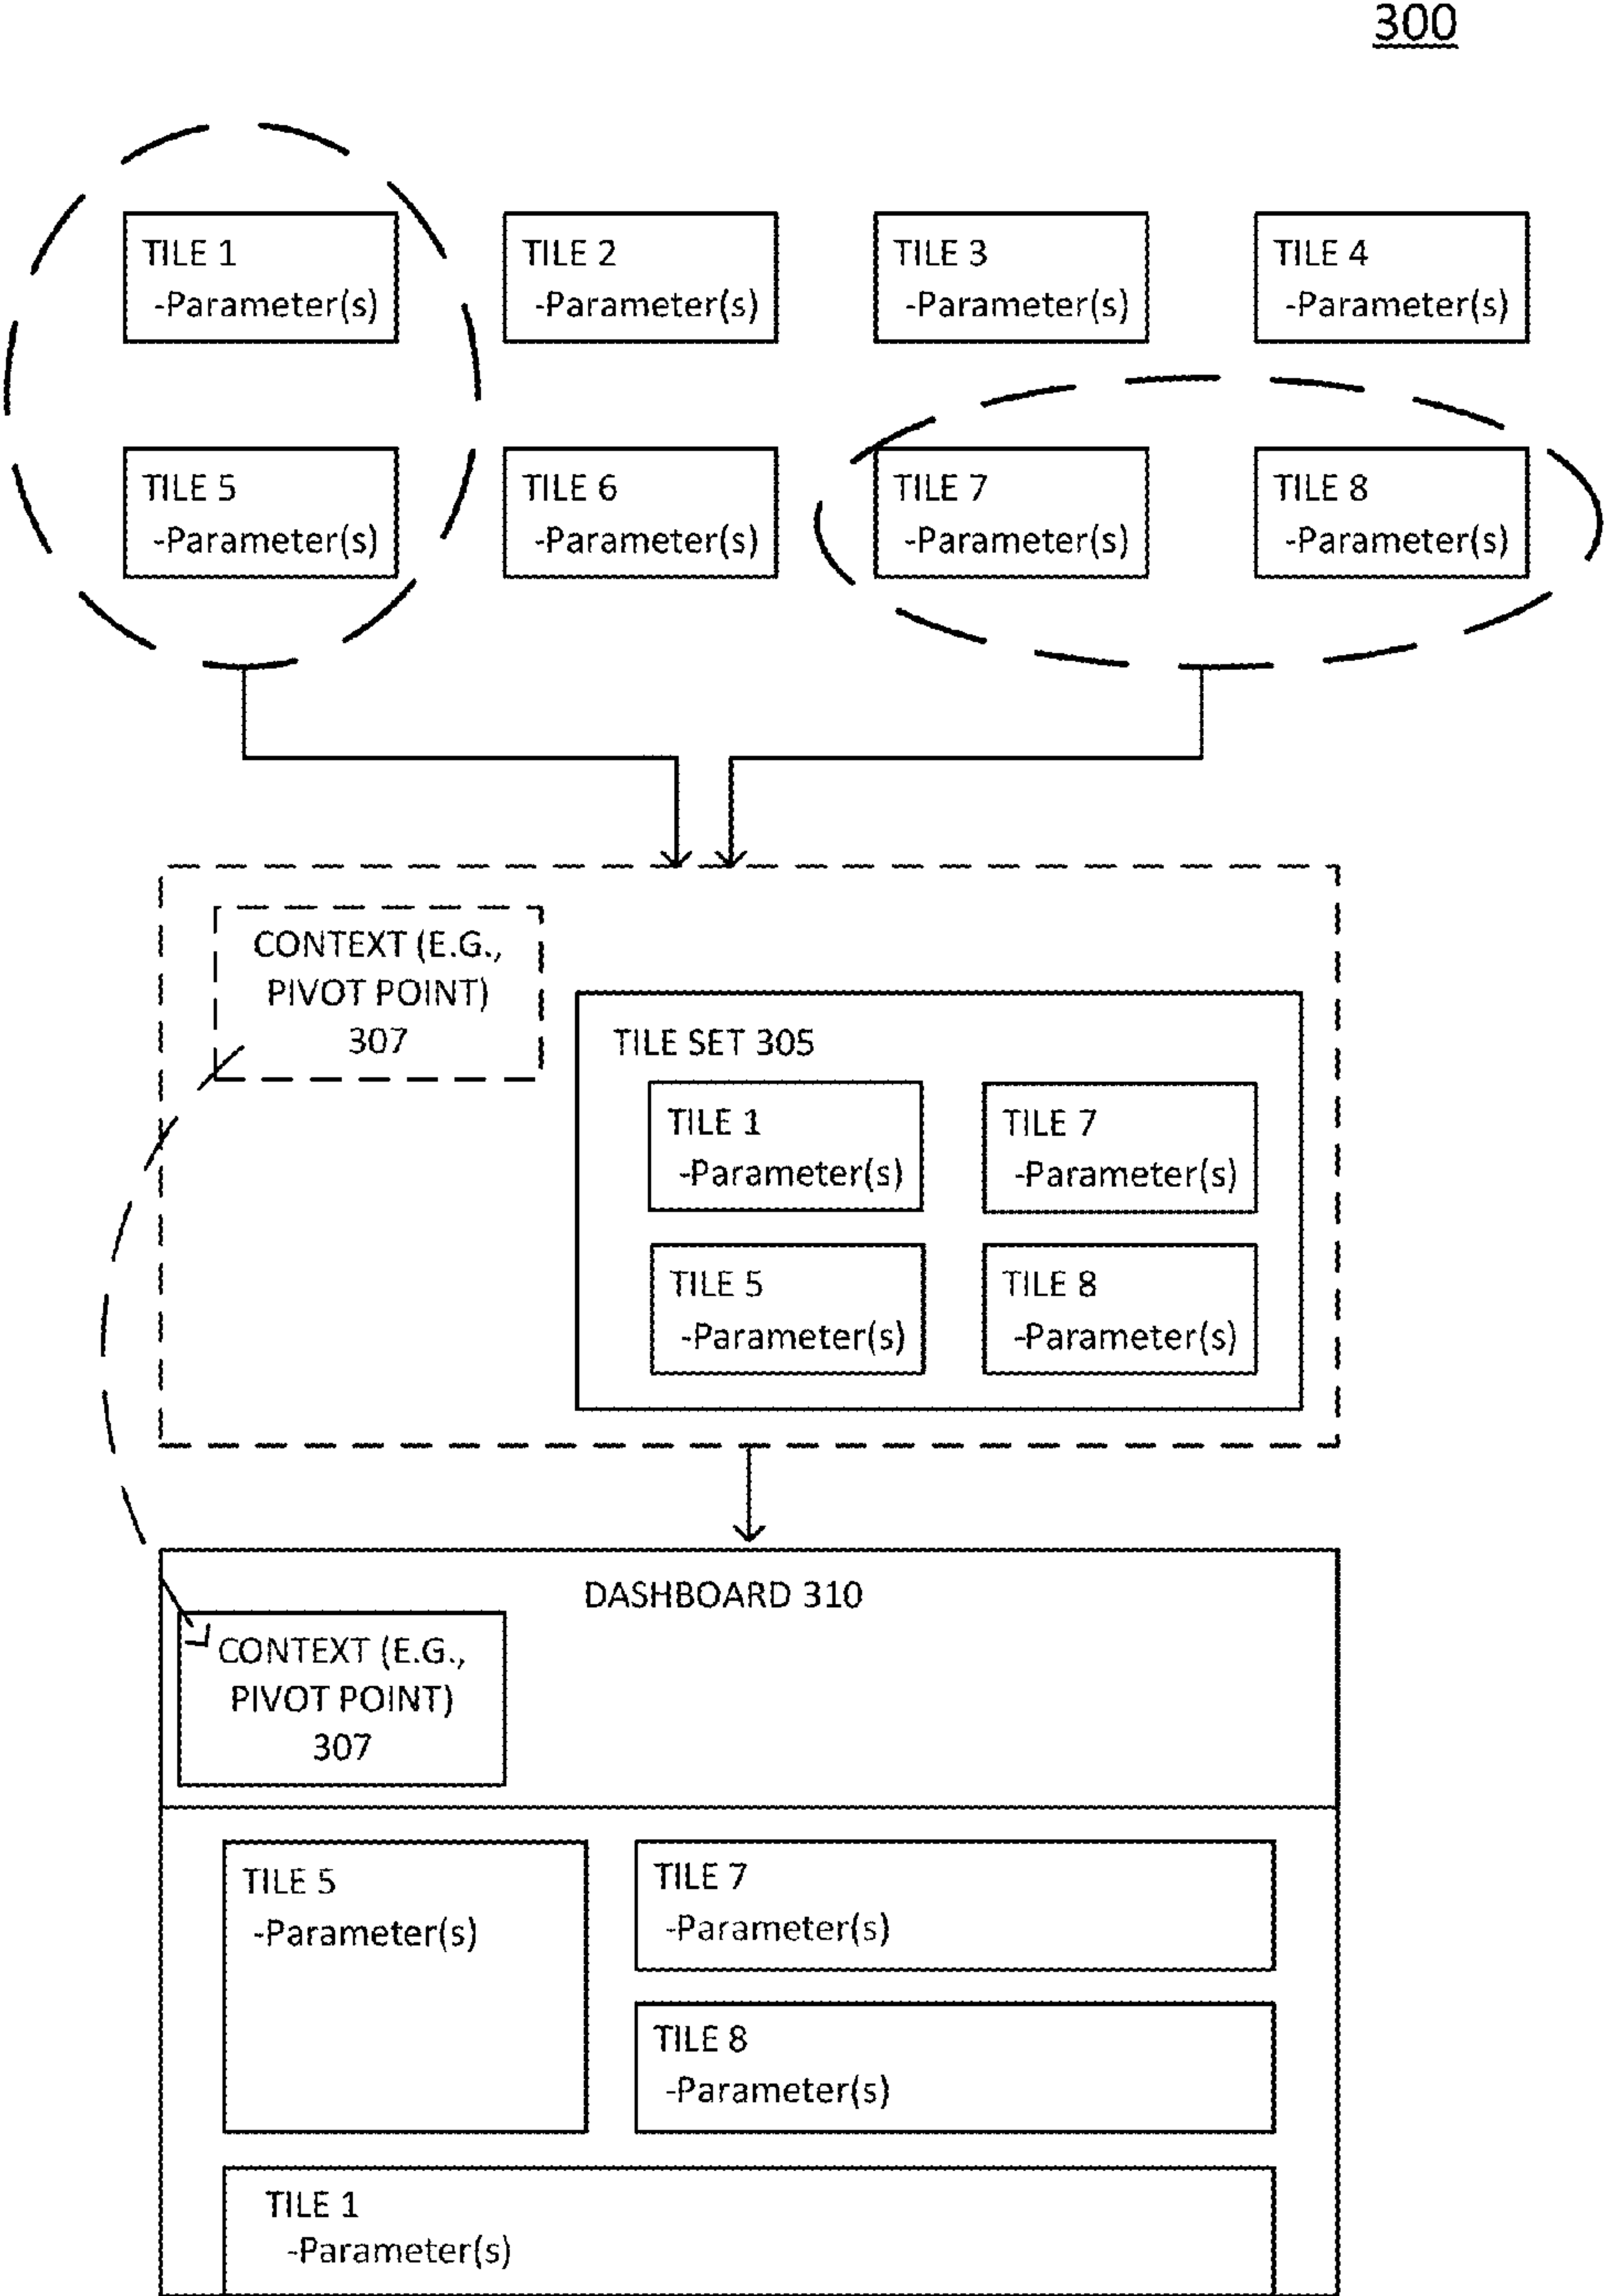 300
TILE 1
-Parameter(s)
TILE 2
-Parameter(s)
TILE 3
-Parameter(s)
TILE 4
-Parameter(s)
TILE 5
-Parameter(s)
TILE 6
-Parameter(s)
TILE 7
-Parameter(s)
TILE 8
-Parameter(s)
CONTEXT (E.G.,
PIVOT POINT)
307
TILE SET 305
TILE 1
-Parameter(s)
TILE 7
-Parameter(s)
TILE 5
-Parameter(s)
TILE 8
-Parameter(s)
DASHBOARD 310
CONTEXT (E.G.,
PIVOT POINT)
307
TILE 5
-Parameter(s)
TILE 7
-Parameter(s)
TILE 8
-Parameter(s)
TILE 1
-Parameter(s)